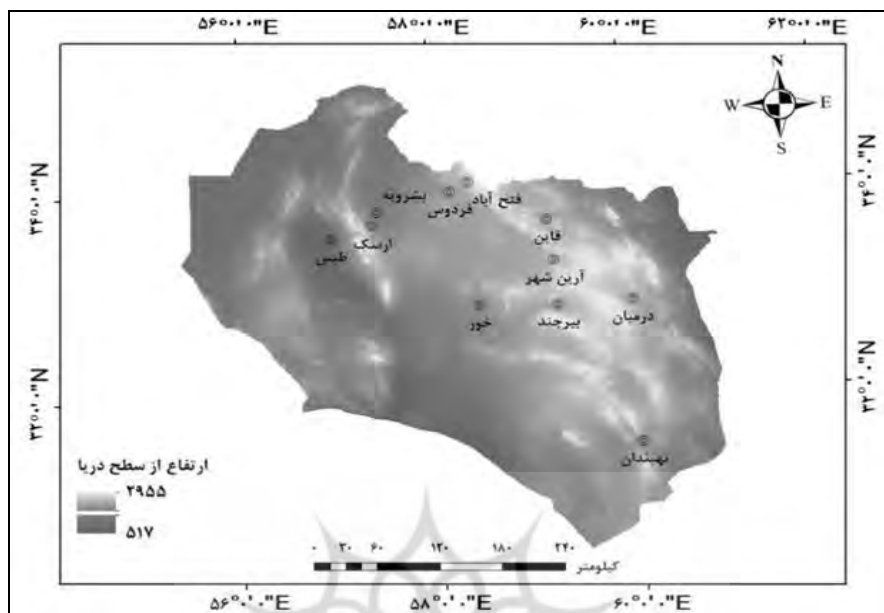 ۵۶°۰'۰"E ۵۸°۰'۰"E ۶۰°۰'۰"E ۶۲°۰'۰"E
N
W E
S
۳۴°۰'۰"N ۳۴°۰'۰"N
فتح آباد
فردوس
بشرویه
قاین
ارسک
طبس
آرین شهر
درمیان
بیرجند
خور
۳۲°۰'۰"N ۳۲°۰'۰"N
نهبندان
ارتفاع از سطح دریا
۲۹۵۵
۵۱۷
۰ ۳۰ ۶۰ ۱۲۰ ۱۸۰ ۲۴۰
کیلومتر
۵۶°۰'۰"E ۵۸°۰'۰"E ۶۰°۰'۰"E